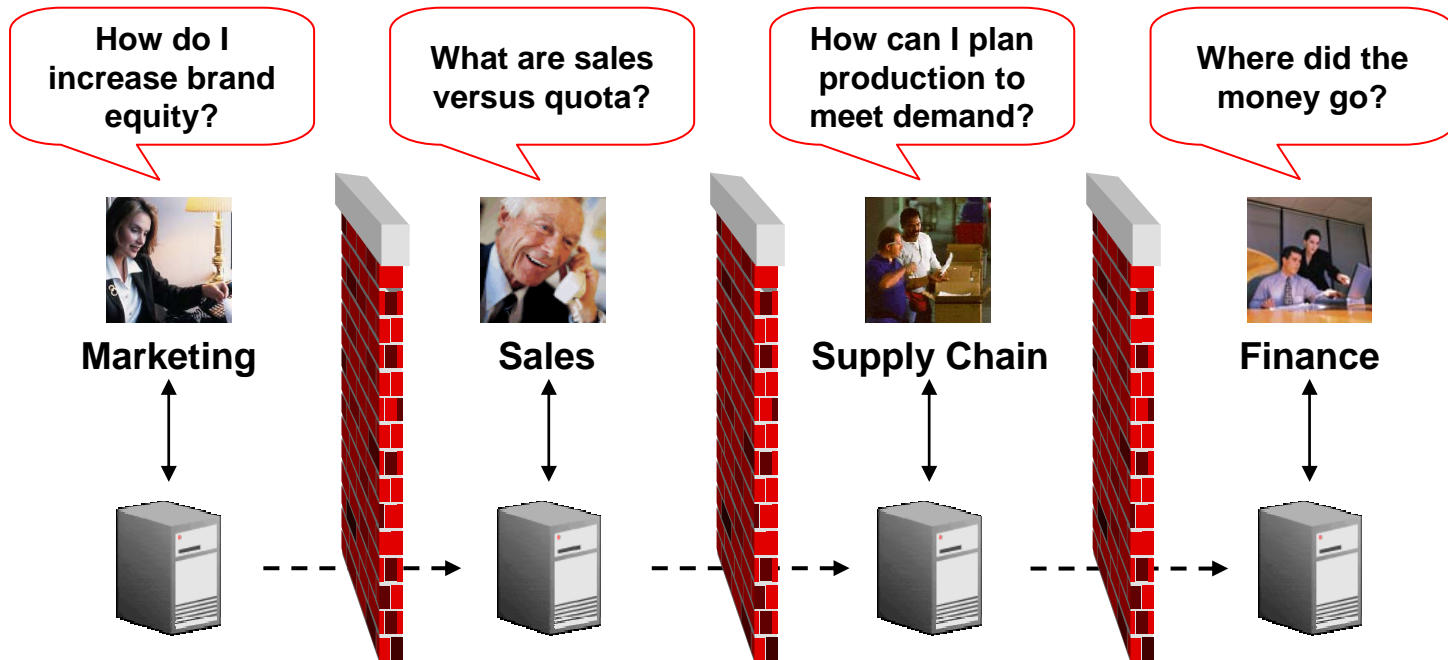 How do I
increase brand
equity?
What are sales
versus quota?
How can I plan
production to
meet demand?
Where did the
money go?
Marketing
Sales
Supply Chain
Finance